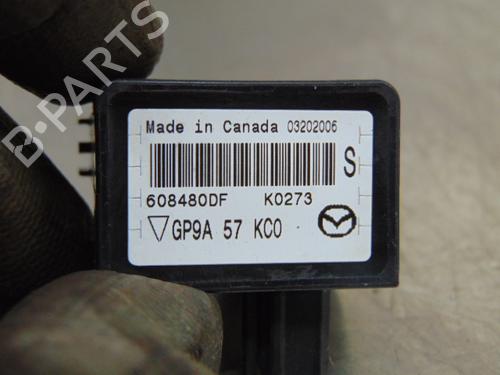 B-PARTS
Made in Canada 03202006
S
608480DF K0273
GP9A 57 KC0